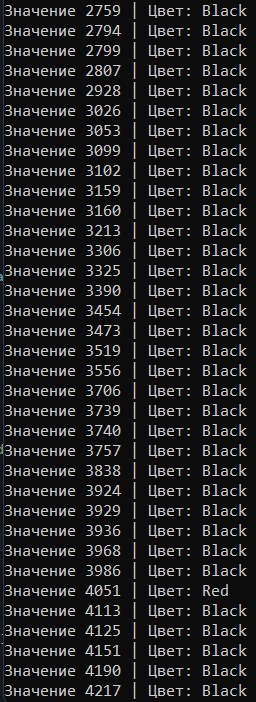 Значение 2759 | Цвет: Black
Значение 2794 | Цвет: Black
Значение 2799 | Цвет: Black
Значение 2807 | Цвет: Black
Значение 2928 | Цвет: Black
Значение 3026 | Цвет: Black
Значение 3053 | Цвет: Black
Значение 3099 | Цвет: Black
Значение 3102 | Цвет: Black
Значение 3159 | Цвет: Black
Значение 3160 | Цвет: Black
Значение 3213 | Цвет: Black
Значение 3306 | Цвет: Black
Значение 3325 | Цвет: Black
Значение 3390 | Цвет: Black
Значение 3454 | Цвет: Black
Значение 3473 | Цвет: Black
Значение 3519 | Цвет: Black
Значение 3556 | Цвет: Black
Значение 3706 | Цвет: Black
Значение 3739 | Цвет: Black
Значение 3740 | Цвет: Black
Значение 3757 | Цвет: Black
Значение 3838 | Цвет: Black
Значение 3924 | Цвет: Black
Значение 3929 | Цвет: Black
Значение 3936 | Цвет: Black
Значение 3968 | Цвет: Black
Значение 3986 | Цвет: Black
Значение 4051 | Цвет: Red
Значение 4113 | Цвет: Black
Значение 4125 | Цвет: Black
Значение 4151 | Цвет: Black
Значение 4190 | Цвет: Black
Значение 4217 | Цвет: Black